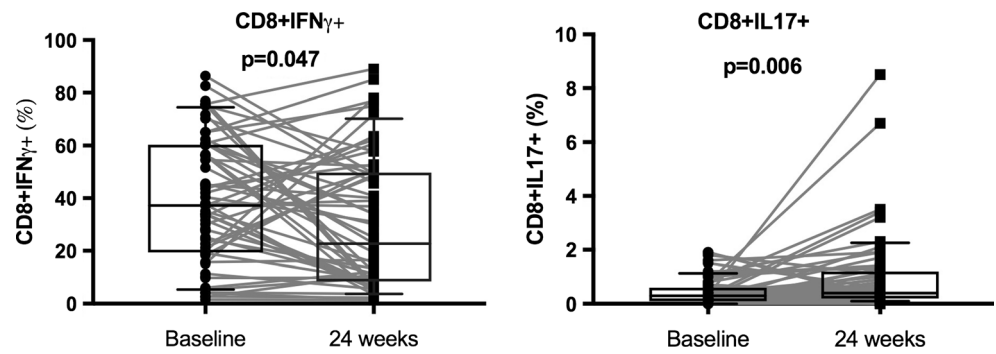 CD8+IFNγ+
p=0.047
CD8+IFNγ+ (%)
100
80
60
40
20
0
Baseline
24 weeks
CD8+IL17+
p=0.006
CD8+IL17+ (%)
10
8
6
4
2
0
Baseline
24 weeks